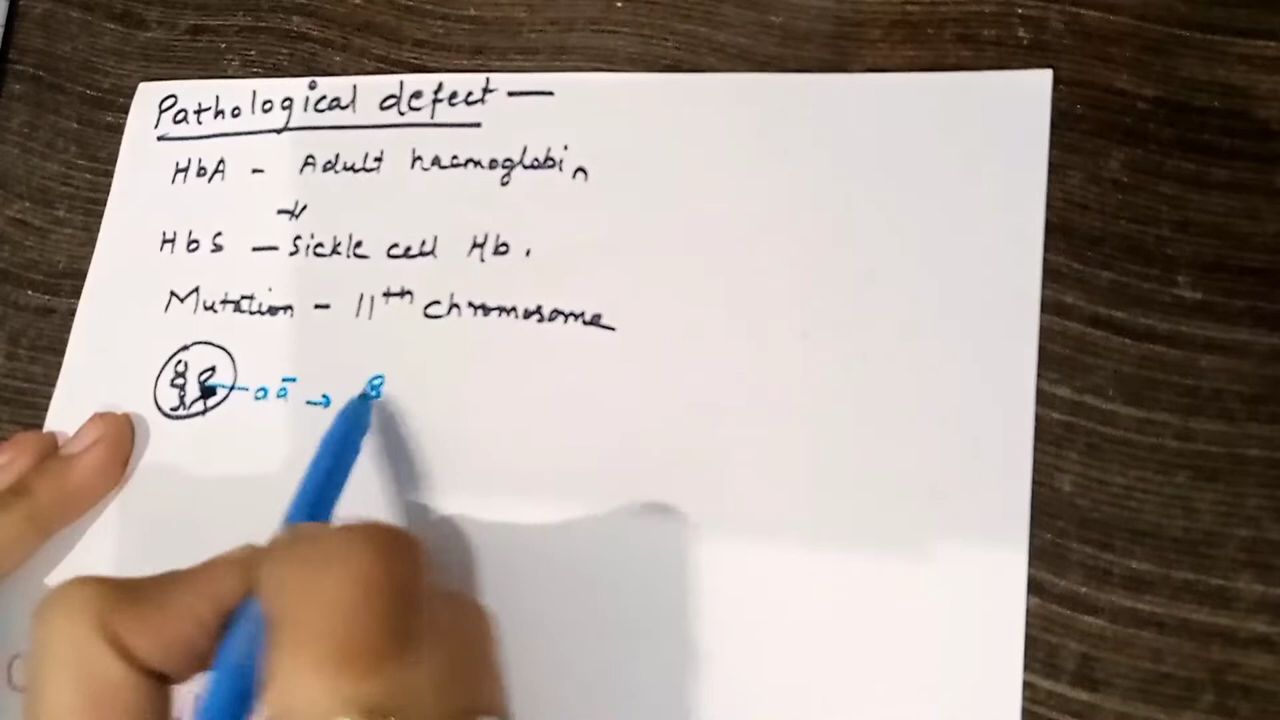 Pathological defect —
HbA - Adult haemoglobin
HbS — Sickle cell Hb.
Mutation - 11th chromosome
a ā →